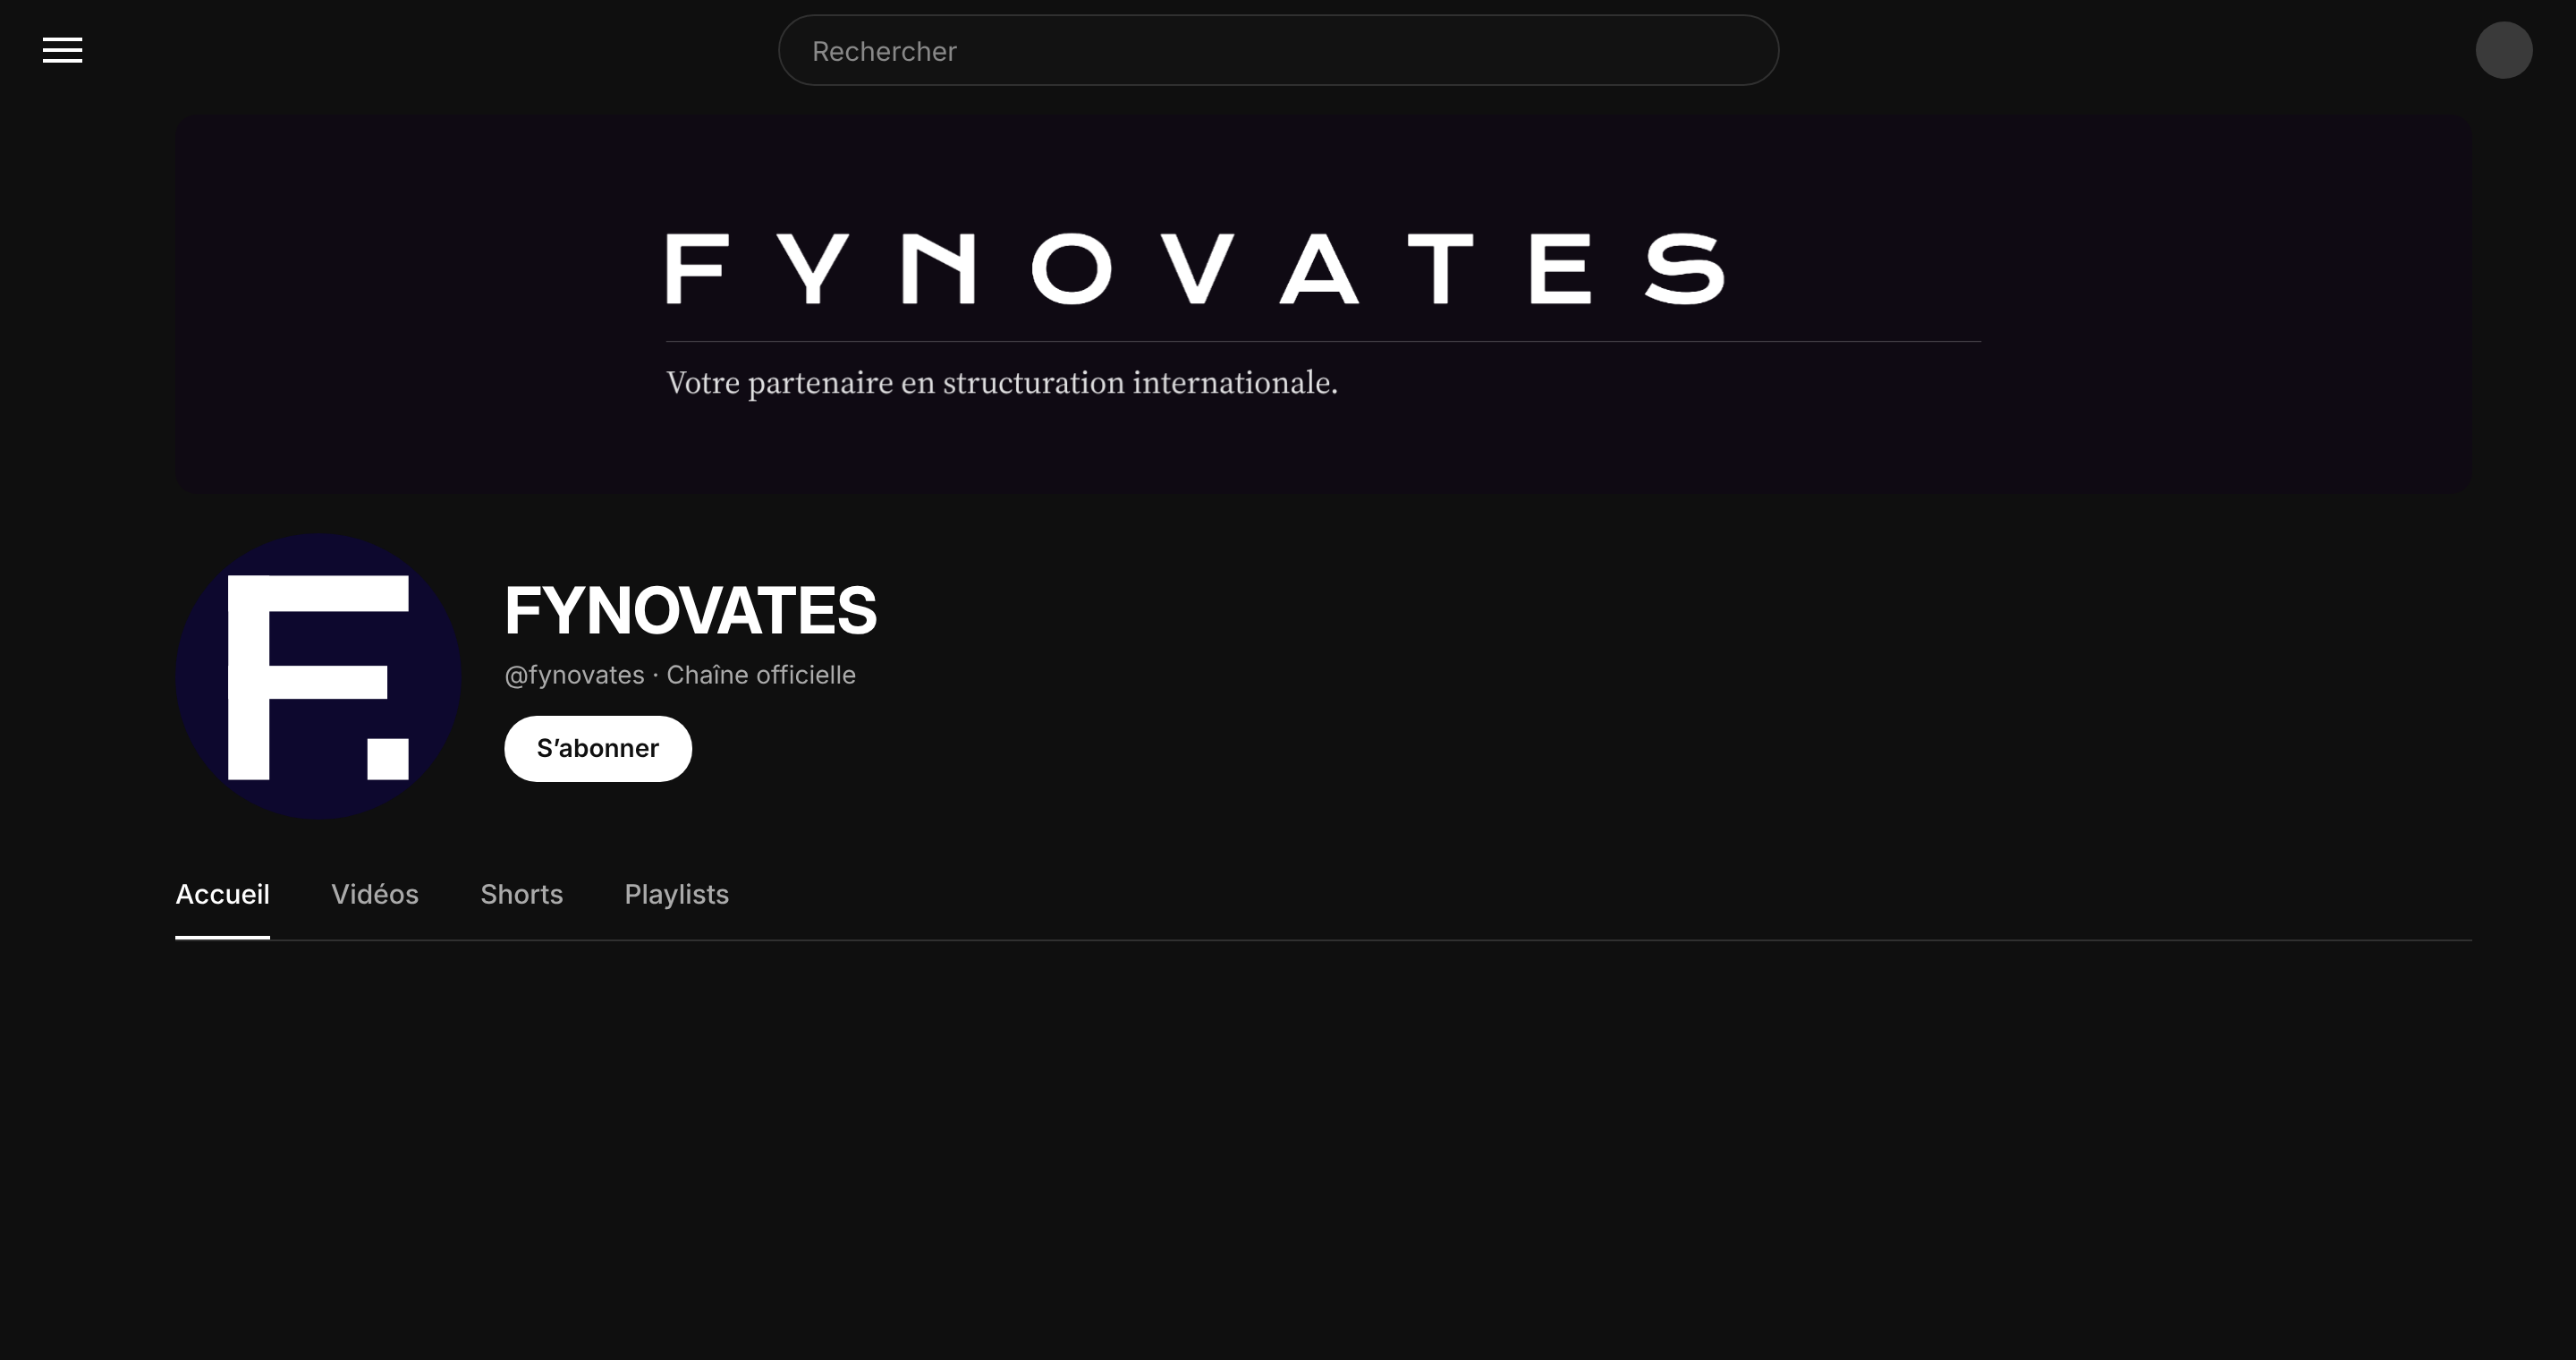 Rechercher
FYNOVATES
Votre partenaire en structuration internationale.
F.
FYNOVATES
@fynovates · Chaîne officielle
S’abonner
Accueil Vidéos Shorts Playlists